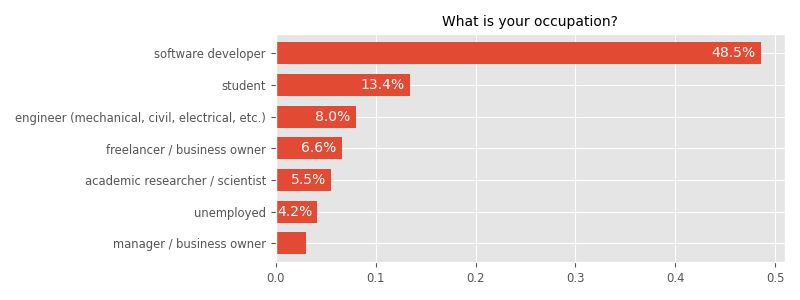 What is your occupation?
software developer 48.5%
student 13.4%
engineer (mechanical, civil, electrical, etc.) 8.0%
freelancer / business owner 6.6%
academic researcher / scientist 5.5%
unemployed 4.2%
manager / business owner
0.0 0.1 0.2 0.3 0.4 0.5